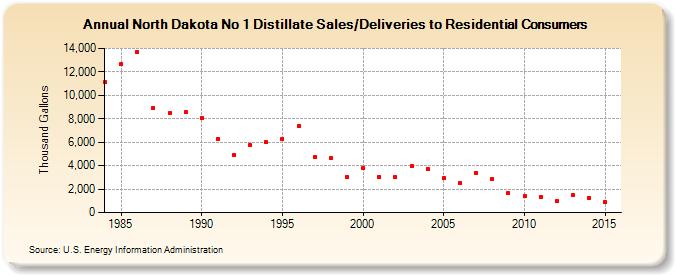 Annual North Dakota No 1 Distillate Sales/Deliveries to Residential Consumers
Thousand Gallons
14,000
12,000
10,000
8,000
6,000
4,000
2,000
0
1985 1990 1995 2000 2005 2010 2015
Source: U.S. Energy Information Administration